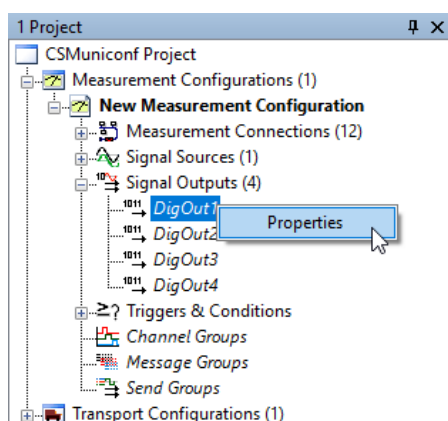 1 Project
CSMuniconf Project
Measurement Configurations (1)
New Measurement Configuration
Measurement Connections (12)
Signal Sources (1)
Signal Outputs (4)
DigOut1
Properties
DigOut2
DigOut3
DigOut4
Triggers & Conditions
Channel Groups
Message Groups
Send Groups
Transport Configurations (1)